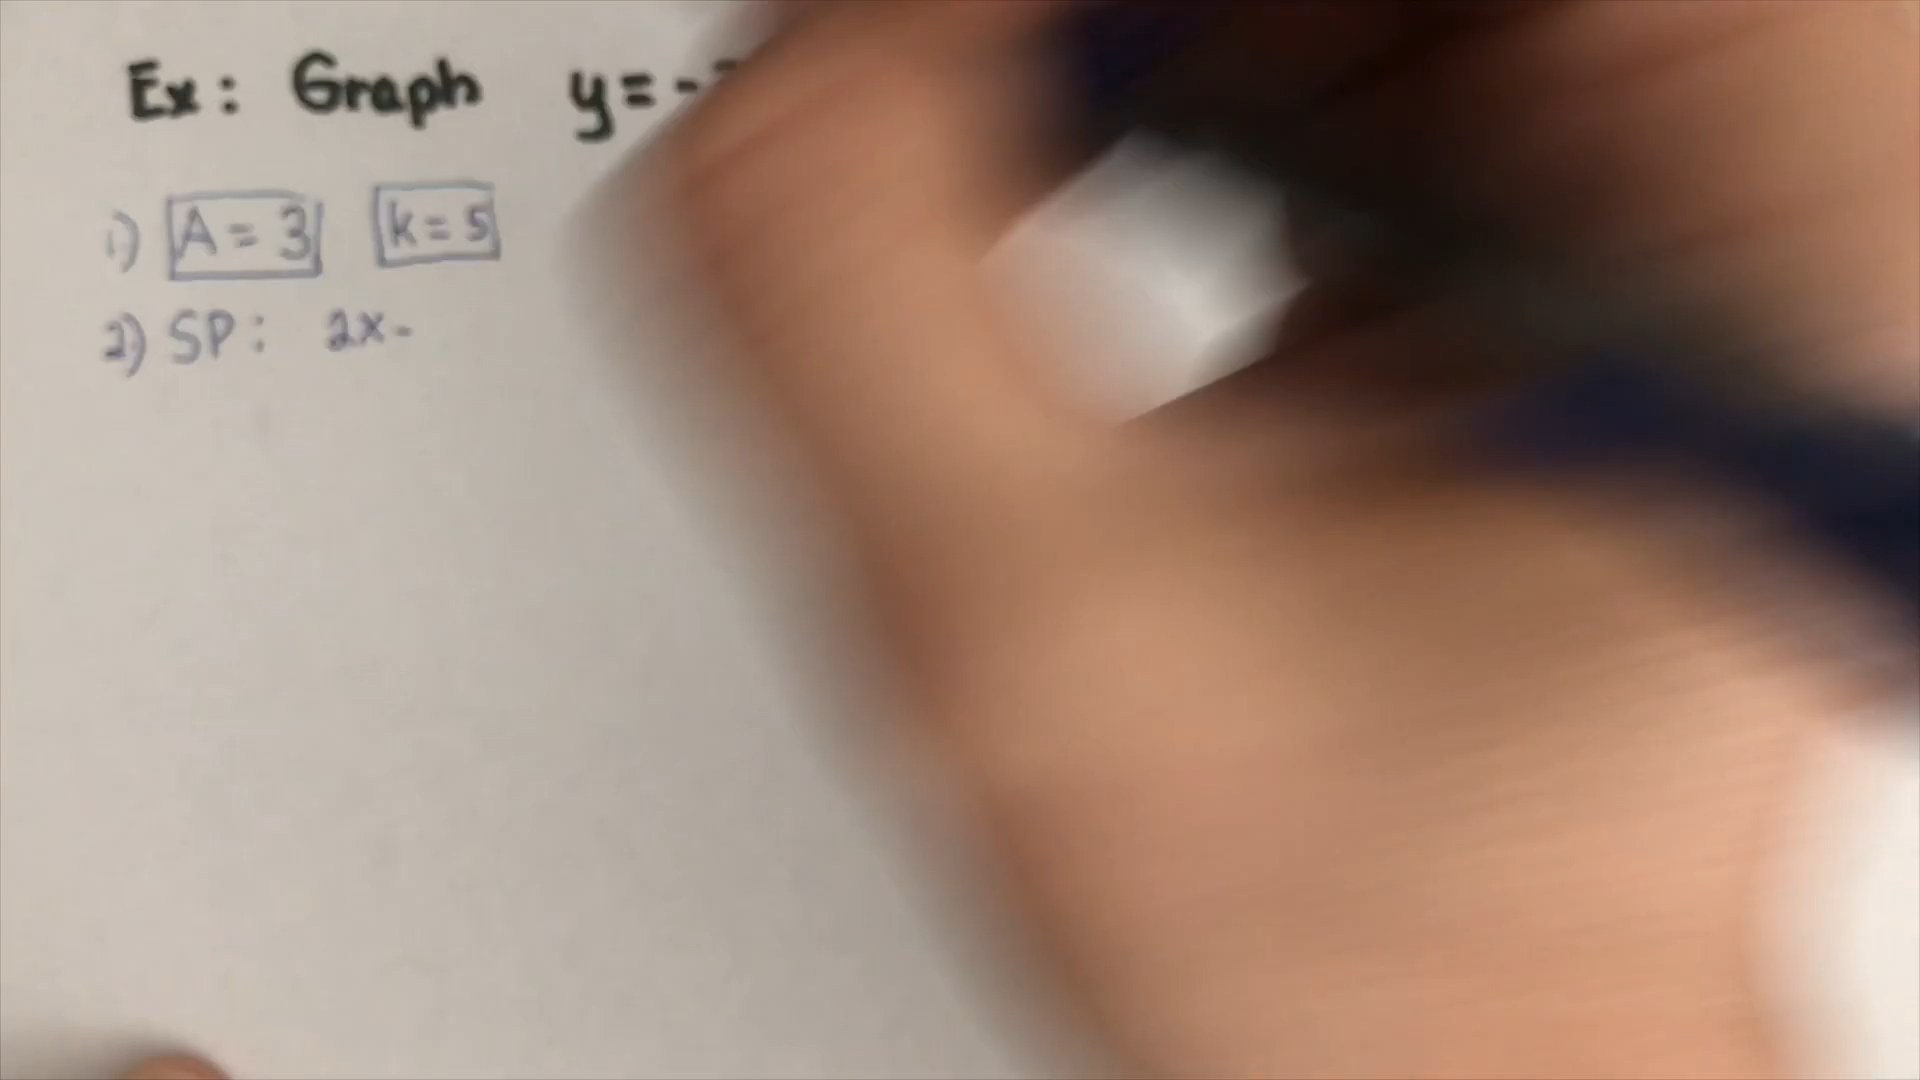 Ex: Graph y = -
1) A = 3 k = 5
2) SP: 2x -